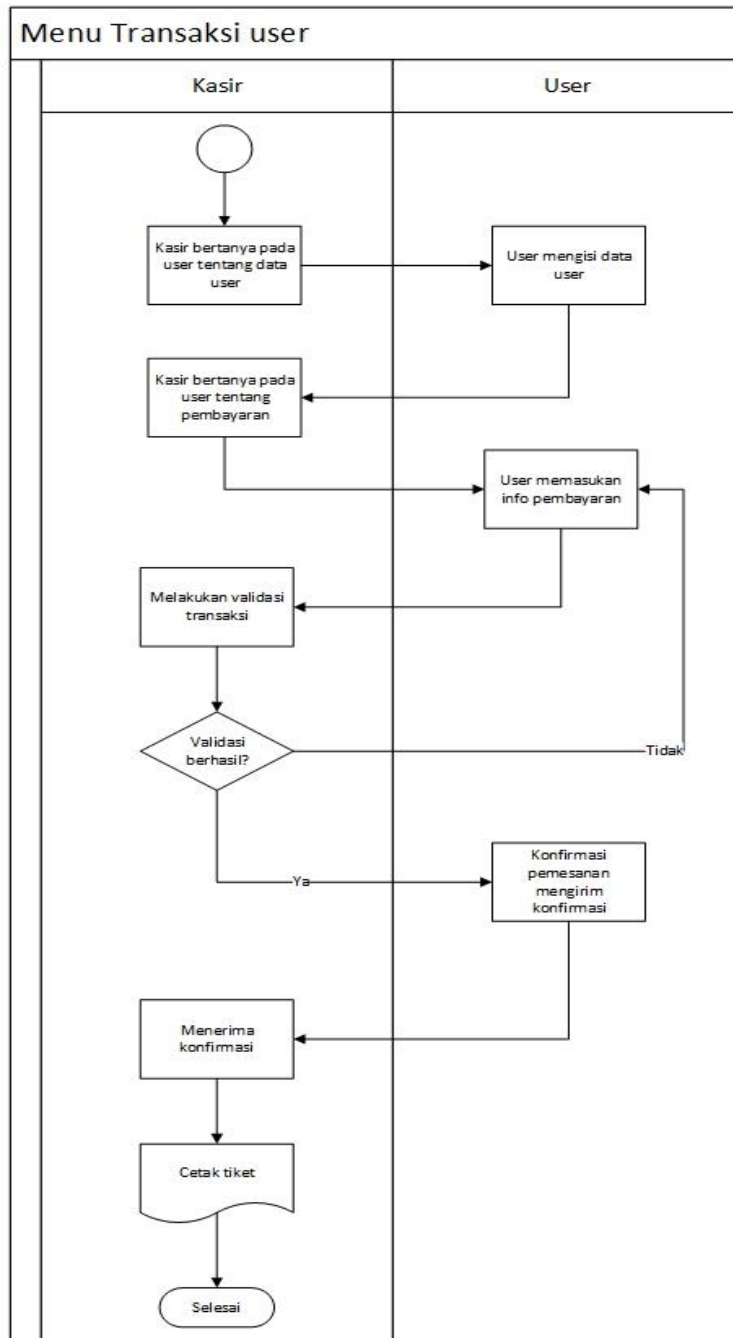 Menu Transaksi user
Kasir
User
Kasir bertanya pada
user tentang data
user
User mengisi data
user
Kasir bertanya pada
user tentang
pembayaran
User memasukan
info pembayaran
Melakukan validasi
transaksi
Validasi
berhasil?
Tidak
Ya
Konfirmasi
pemesanan
mengirim
konfirmasi
Menerima
konfirmasi
Cetak tiket
Selesai